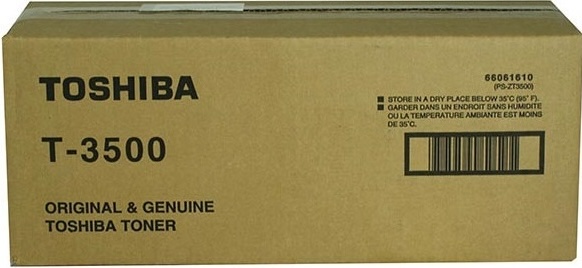 TOSHIBA
T-3500
ORIGINAL & GENUINE
TOSHIBA TONER
66061610
(PS-ZT3500)
■ STORE IN A DRY PLACE BELOW 35°C (95° F).
■ GARDER DANS UN ENDROIT SANS HUMIDITE
OU LA TEMPERATURE AMBIANTE EST MOINS
DE 35°C.